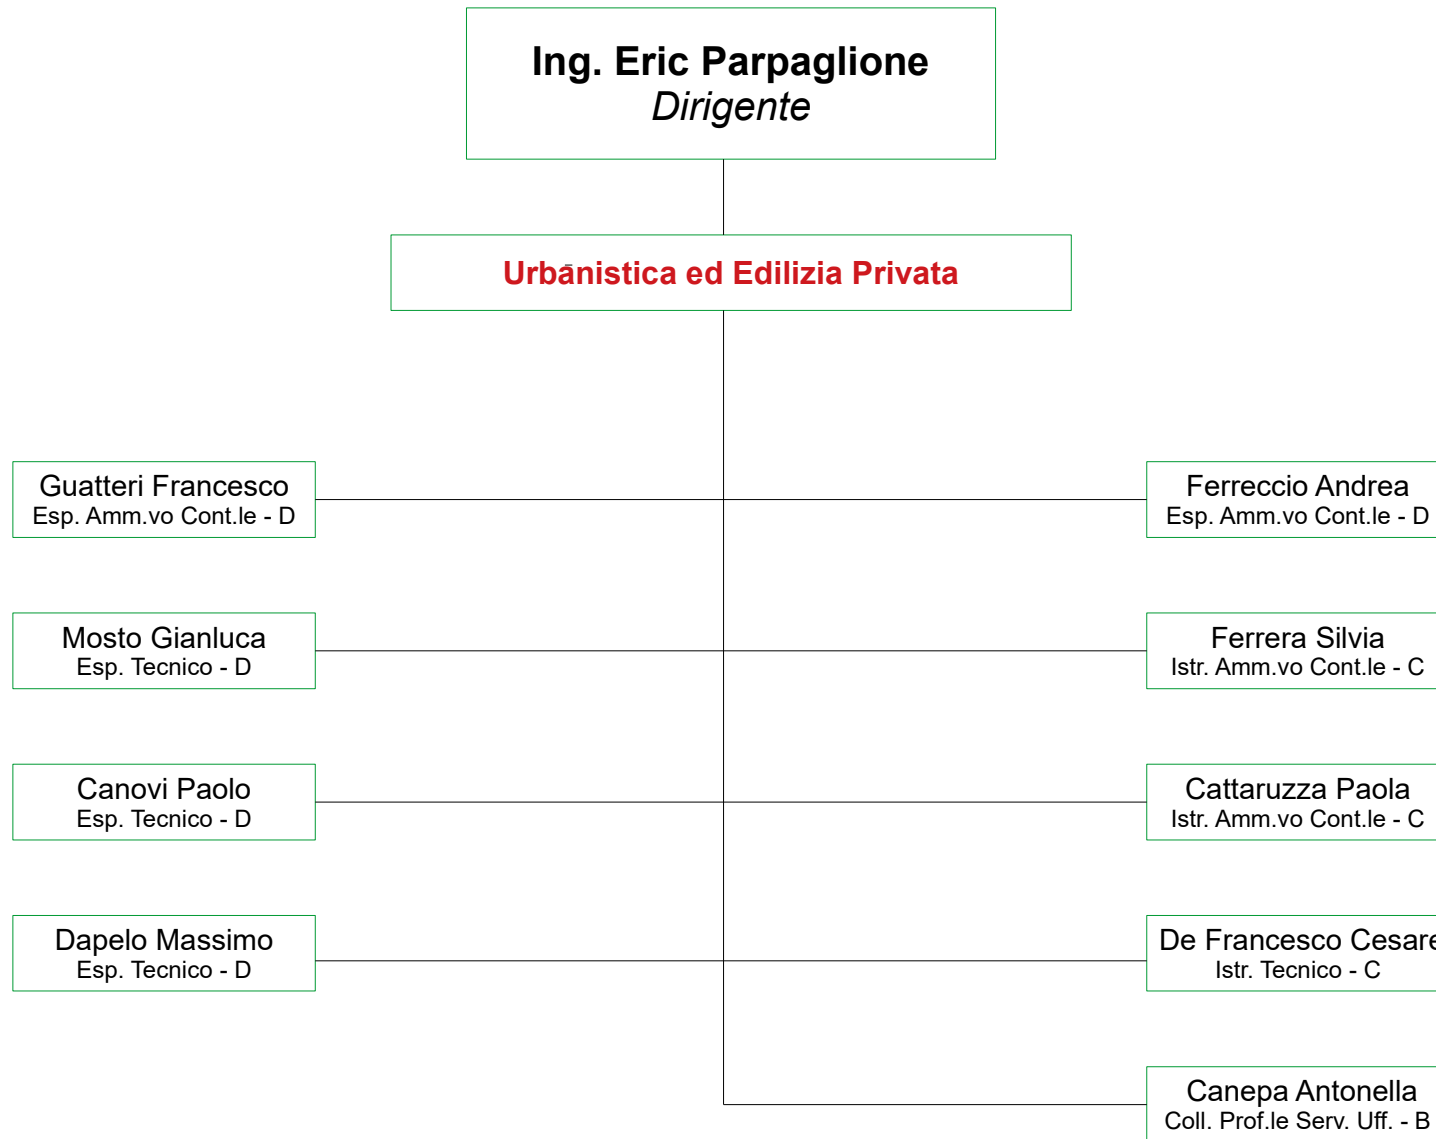 Ing. Eric Parpaglione
Dirigente
Urbanistica ed Edilizia Privata
Guatteri Francesco
Esp. Amm.vo Cont.le - D
Ferreccio Andrea
Esp. Amm.vo Cont.le - D
Mosto Gianluca
Esp. Tecnico - D
Ferrera Silvia
Istr. Amm.vo Cont.le - C
Canovi Paolo
Esp. Tecnico - D
Cattaruzza Paola
Istr. Amm.vo Cont.le - C
Dapelo Massimo
Esp. Tecnico - D
De Francesco Cesare
Istr. Tecnico - C
Canepa Antonella
Coll. Prof.le Serv. Uff. - B